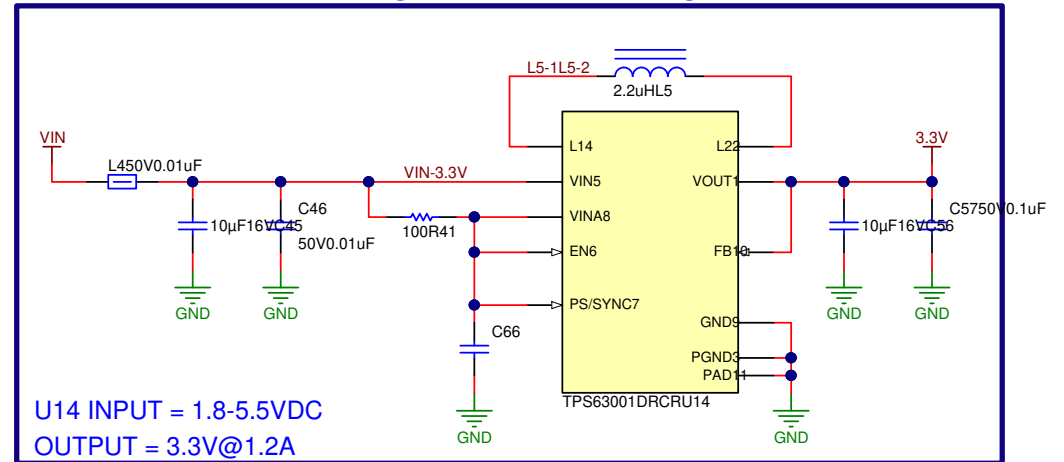 L5-1L5-2
2.2uHL5
VIN
L450V0.01uF
VIN-3.3V
L14
L22
3.3V
VIN5
VOUT1
C46
10µF16VC45
50V0.01uF
100R41
VINA8
C5750V0.1uF
10µF16VC56
EN6
FB10
GND
GND
PS/SYNC7
GND
GND
C66
GND9
PGND3
PAD11
TPS63001DRCRU14
GND
GND
U14 INPUT = 1.8-5.5VDC
OUTPUT = 3.3V@1.2A